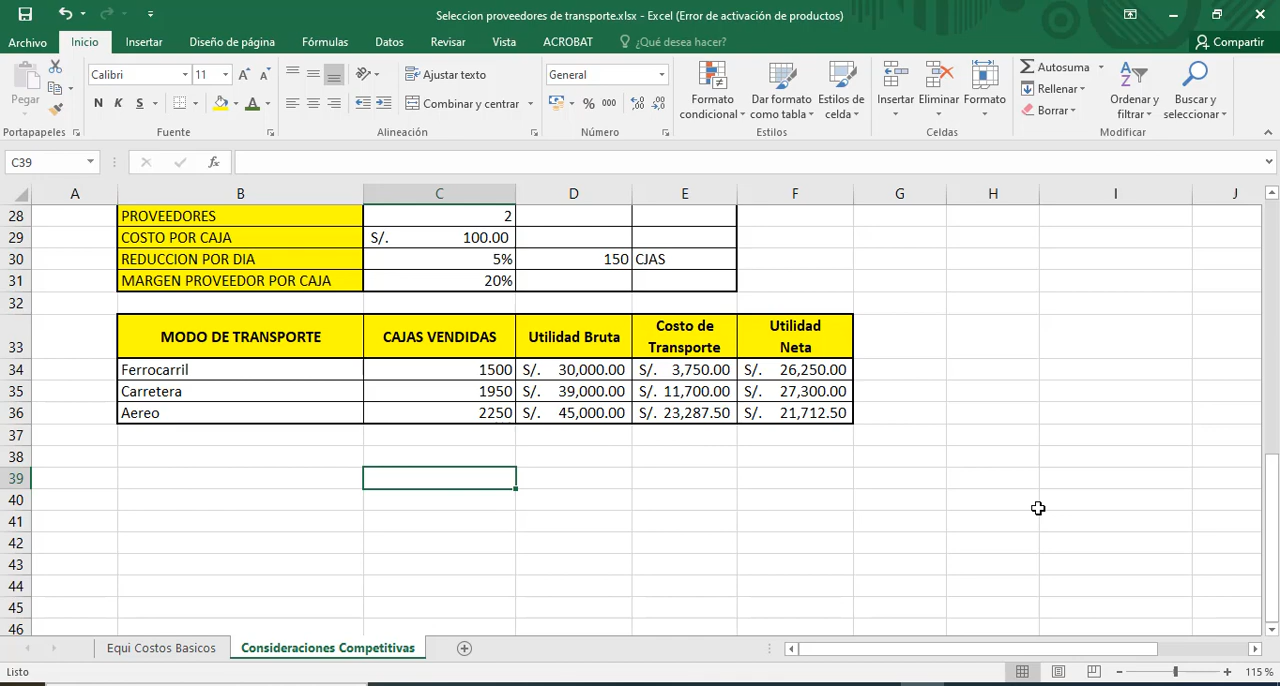 Seleccion proveedores de transporte.xlsx - Excel (Error de activación de productos)
Archivo Inicio Insertar Diseño de página Fórmulas Datos Revisar Vista ACROBAT ¿Qué desea hacer? Compartir
Pegar
Calibri 11
Ajustar texto
General
Autosuma
Rellenar
Borrar
N K S
Combinar y centrar
% 000
Formato condicional
Dar formato como tabla
Estilos de celda
Insertar Eliminar Formato
Ordenar y filtrar
Buscar y seleccionar
Portapapeles Fuente Alineación Número Estilos Celdas Modificar
C39 fx
A B C D E F G H I J
28 PROVEEDORES 2
29 COSTO POR CAJA S/. 100.00
30 REDUCCION POR DIA 5% 150 CJAS
31 MARGEN PROVEEDOR POR CAJA 20%
32
33 MODO DE TRANSPORTE CAJAS VENDIDAS Utilidad Bruta Costo de Transporte Utilidad Neta
34 Ferrocarril 1500 S/. 30,000.00 S/. 3,750.00 S/. 26,250.00
35 Carretera 1950 S/. 39,000.00 S/. 11,700.00 S/. 27,300.00
36 Aereo 2250 S/. 45,000.00 S/. 23,287.50 S/. 21,712.50
37
38
39
40
41
42
43
44
45
46
Equi Costos Basicos Consideraciones Competitivas
Listo 115 %